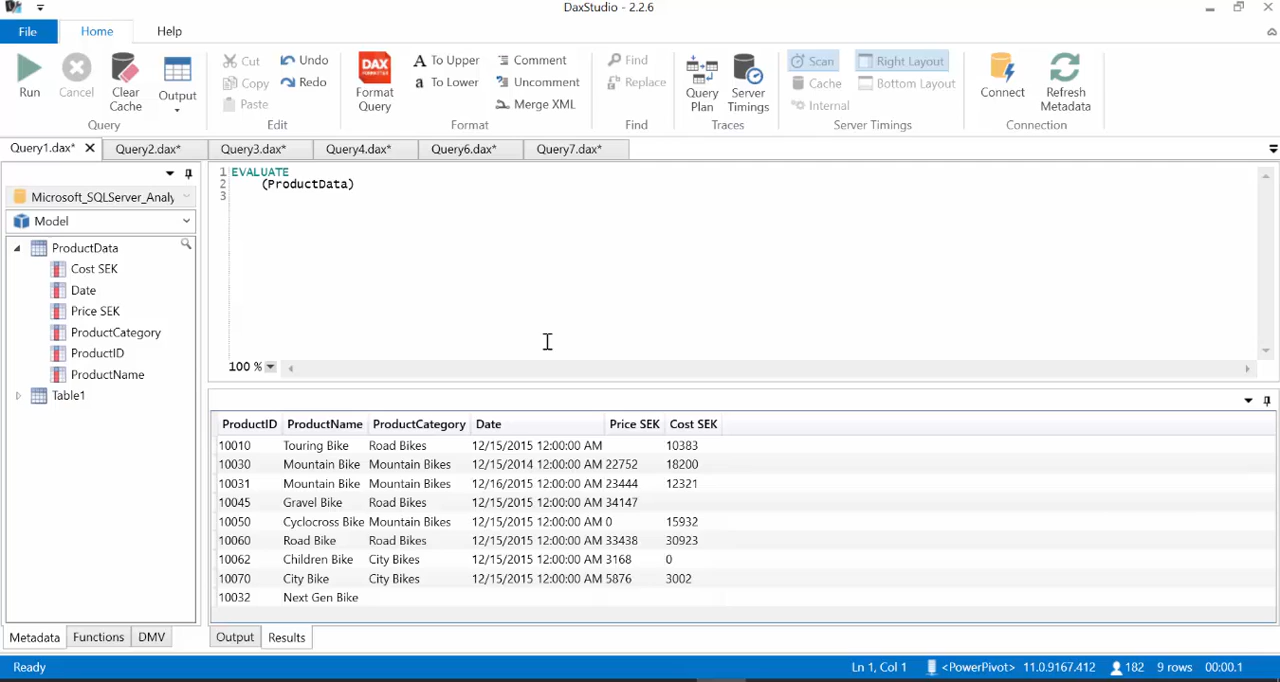 DaxStudio - 2.2.6
File Home Help
Run Cancel Clear Cache Output
Query
Cut Copy Paste Undo Redo
Edit
DAX FORMATTER Format Query
To Upper To Lower Comment Uncomment Merge XML
Format
Find Replace
Find
Query Plan Server Timings
Traces
Scan Cache Internal Right Layout Bottom Layout
Server Timings
Connect Refresh Metadata
Connection
Query1.dax* Query2.dax* Query3.dax* Query4.dax* Query6.dax* Query7.dax*
Microsoft_SQLServer_Analy
Model
ProductData
Cost SEK
Date
Price SEK
ProductCategory
ProductID
ProductName
Table1
1 EVALUATE
2 (ProductData)
3
100 %
ProductID ProductName ProductCategory Date Price SEK Cost SEK
10010 Touring Bike Road Bikes 12/15/2015 12:00:00 AM 10383
10030 Mountain Bike Mountain Bikes 12/15/2014 12:00:00 AM 22752 18200
10031 Mountain Bike Mountain Bikes 12/16/2015 12:00:00 AM 23444 12321
10045 Gravel Bike Road Bikes 12/15/2015 12:00:00 AM 34147
10050 Cyclocross Bike Mountain Bikes 12/15/2015 12:00:00 AM 0 15932
10060 Road Bike Road Bikes 12/15/2015 12:00:00 AM 33438 30923
10062 Children Bike City Bikes 12/15/2015 12:00:00 AM 3168 0
10070 City Bike City Bikes 12/15/2015 12:00:00 AM 5876 3002
10032 Next Gen Bike
Metadata Functions DMV
Output Results
Ready Ln 1, Col 1 <PowerPivot> 11.0.9167.412 182 9 rows 00:00.1